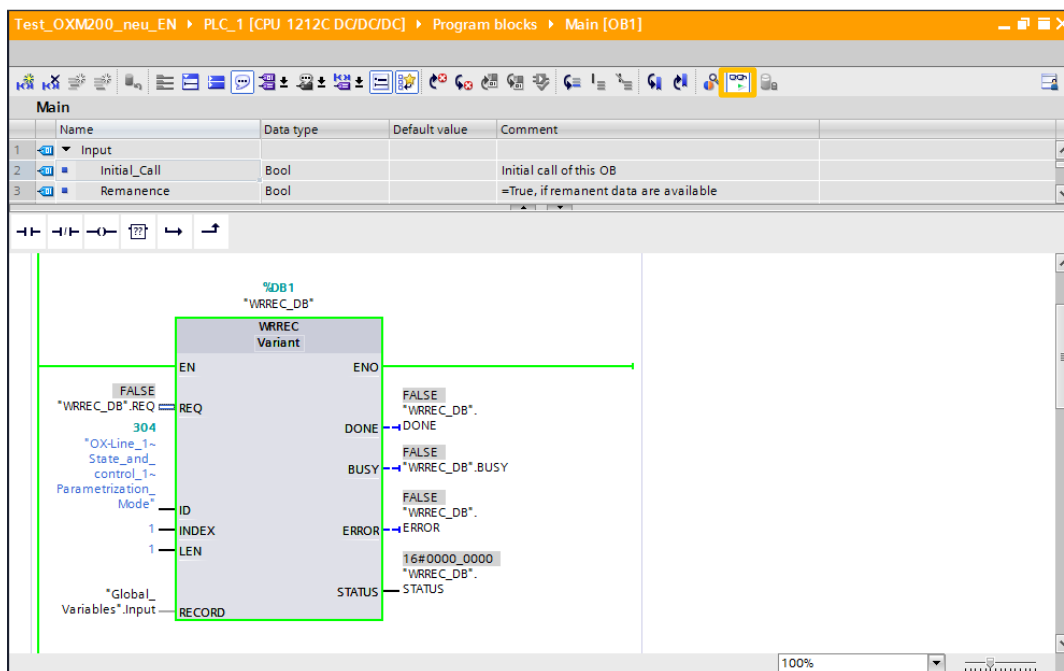 Test_OXM200_neu_EN ▸ PLC_1 [CPU 1212C DC/DC/DC] ▸ Program blocks ▸ Main [OB1]
Main
Name Data type Default value Comment
1 Input
2 Initial_Call Bool Initial call of this OB
3 Remanence Bool =True, if remanent data are available
%DB1
"WRREC_DB"
WRREC
Variant
EN ENO
FALSE
"WRREC_DB".REQ REQ
304
"OX-Line_1~
State_and_
control_1~
Parametrization_
Mode" ID
1 INDEX
1 LEN
"Global_
Variables".Input RECORD
FALSE
"WRREC_DB".
DONE DONE
FALSE
BUSY "WRREC_DB".BUSY
FALSE
"WRREC_DB".
ERROR ERROR
16#0000_0000
"WRREC_DB".
STATUS STATUS
100%